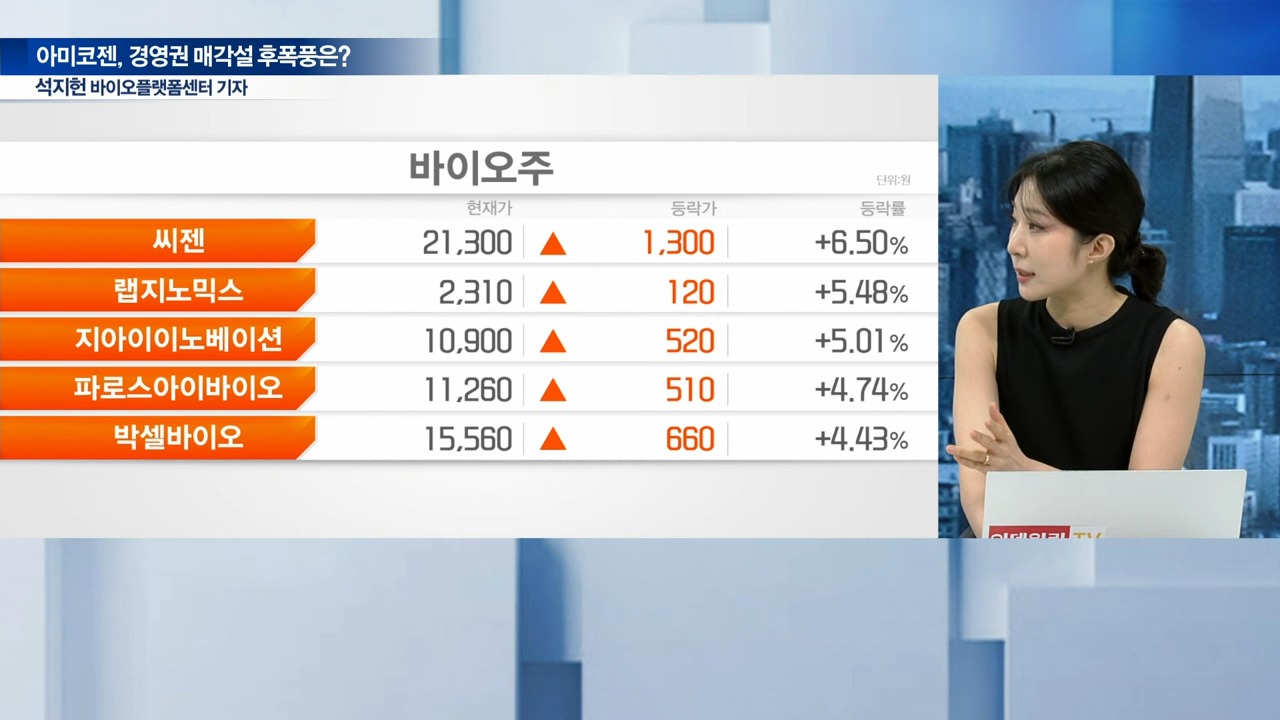 아미코젠, 경영권 매각설 후폭풍은?
석지헌 바이오플랫폼센터 기자
바이오주
단위:원
현재가 등락가 등락률
씨젠 21,300 ▲ 1,300 +6.50%
랩지노믹스 2,310 ▲ 120 +5.48%
지아이이노베이션 10,900 ▲ 520 +5.01%
파로스아이바이오 11,260 ▲ 510 +4.74%
박셀바이오 15,560 ▲ 660 +4.43%
TV